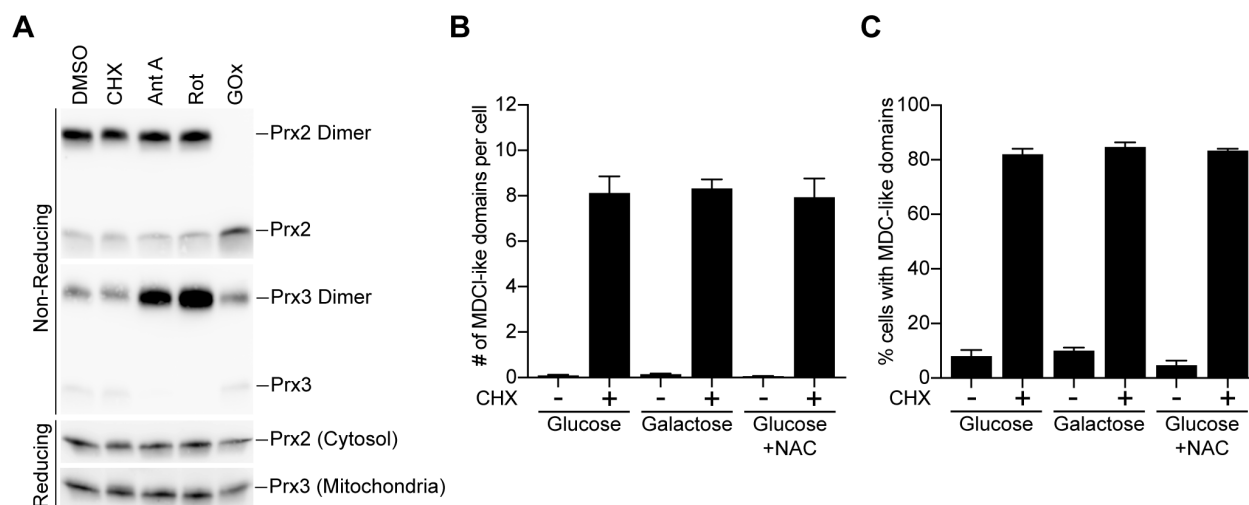 A
DMSO
CHX
Ant A
Rot
GOx
Non-Reducing
Prx2 Dimer
Prx2
Prx3 Dimer
Prx3
Reducing
Prx2 (Cytosol)
Prx3 (Mitochondria)
B
# of MDCl-like domains per cell
12
10
8
6
4
2
0
CHX - + - + - +
Glucose Galactose Glucose
+NAC
C
% cells with MDC-like domains
100
80
60
40
20
0
CHX - + - + - +
Glucose Galactose Glucose
+NAC